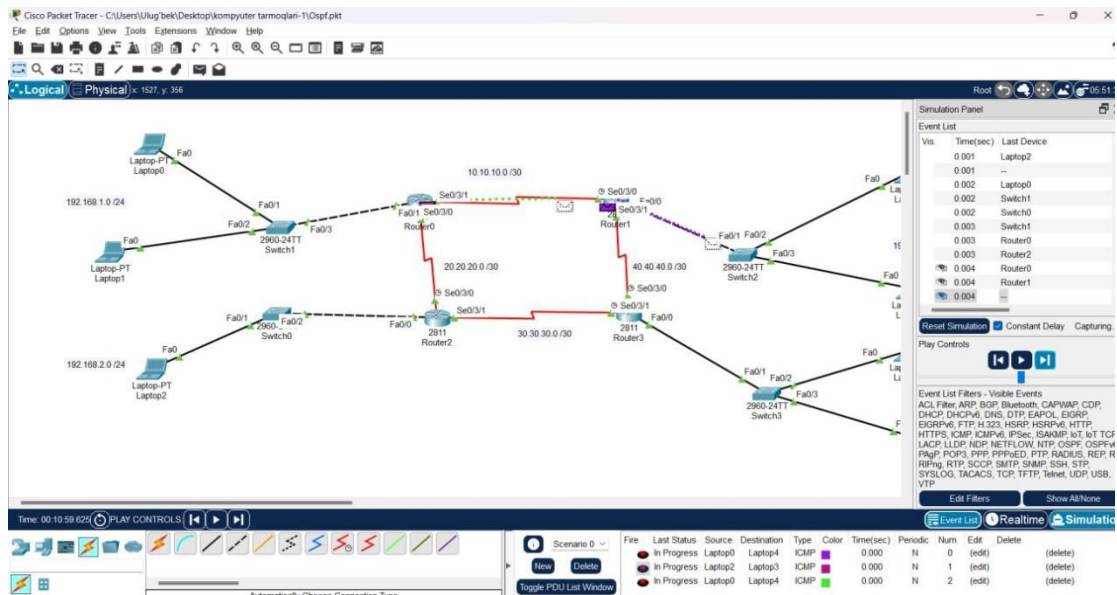 Cisco Packet Tracer - C:\Users\Ulug'bek\Desktop\kompyuter tarmoqlari-1\Ospf.pkt
File Edit Options View Tools Extensions Window Help
Logical Physical x: 1527, y: 356
Root
05:51:
Simulation Panel
Event List
Vis. Time(sec) Last Device
0.001 Laptop2
0.001 --
0.002 Laptop0
0.002 Switch1
0.002 Switch0
0.003 Switch1
0.003 Router0
0.003 Router2
0.004 Router0
0.004 Router1
0.004 --
Reset Simulation Constant Delay Capturing..
Play Controls
Event List Filters - Visible Events
ACL Filter, ARP, BGP, Bluetooth, CAPWAP, CDP,
DHCP, DHCPv6, DNS, DTP, EAPOL, EIGRP,
EIGRPv6, FTP, H.323, HSRP, HSRPv6, HTTP,
HTTPS, ICMP, ICMPv6, IPSec, ISAKMP, IoT, IoT TCP
LACP, LLDP, NDP, NETFLOW, NTP, OSPF, OSPFv6
PAgP, POP3, PPP, PPPoED, PTP, RADIUS, REP, R
RIPng, RTP, SCCP, SMTP, SNMP, SSH, STP,
SYSLOG, TACACS, TCP, TFTP, Telnet, UDP, USB,
VTP
Edit Filters Show All/None
Fa0
Laptop-PT
Laptop0
192.168.1.0 /24
Fa0
Laptop-PT
Laptop1
Fa0/1
Fa0/2
Fa0/3
2960-24TT
Switch1
10.10.10.0 /30
Se0/3/1
Fa0/1 Se0/3/0
Router0
Se0/3/0
Fa0/0
Se0/3/1
Router1
Fa0/1 Fa0/2
Fa0/3
2960-24TT
Switch2
Fa0
Fa0
20.20.20.0 /30
40.40.40.0 /30
Se0/3/0
Se0/3/0
Fa0/1
Fa0/2
Switch0
Fa0/0
Se0/3/1
2811
Router2
30.30.30.0 /30
Se0/3/1
2811
Router3
192.168.2.0 /24
Fa0
Laptop-PT
Laptop2
Fa0/1
Fa0/2
Fa0/3
2960-24TT
Switch3
Fa0
Time: 00:10:59.625 PLAY CONTROLS:
Event List Realtime Simulation
Scenario 0
New Delete
Toggle PDU List Window
Fire Last Status Source Destination Type Color Time(sec) Periodic Num Edit Delete
In Progress Laptop0 Laptop4 ICMP 0.000 N 0 (edit) (delete)
In Progress Laptop2 Laptop3 ICMP 0.000 N 1 (edit) (delete)
In Progress Laptop0 Laptop4 ICMP 0.000 N 2 (edit) (delete)